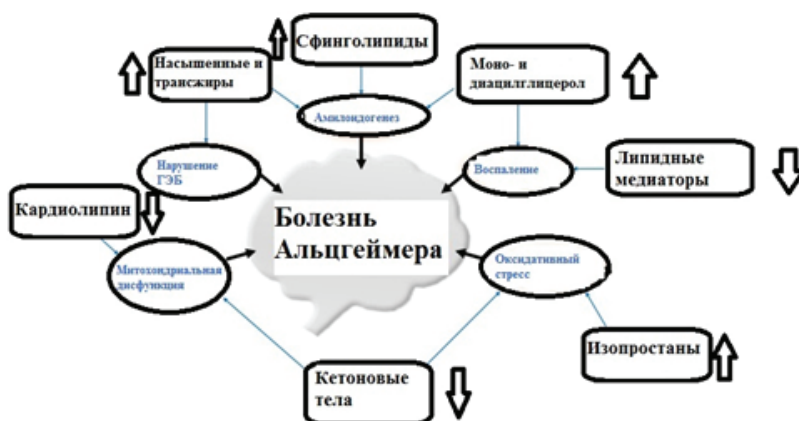 Сфинголипиды
Насышенные и
трансжиры
Моно- и
диацилглицерол
Амилоидогенез
Нарушение
ГЭБ
Воспаление
Липидные
медиаторы
Кардиолипин
Болезнь
Альцгеймера
Митохондриальная
дисфункция
Оксидативный
стресс
Изопростаны
Кетоновые
тела